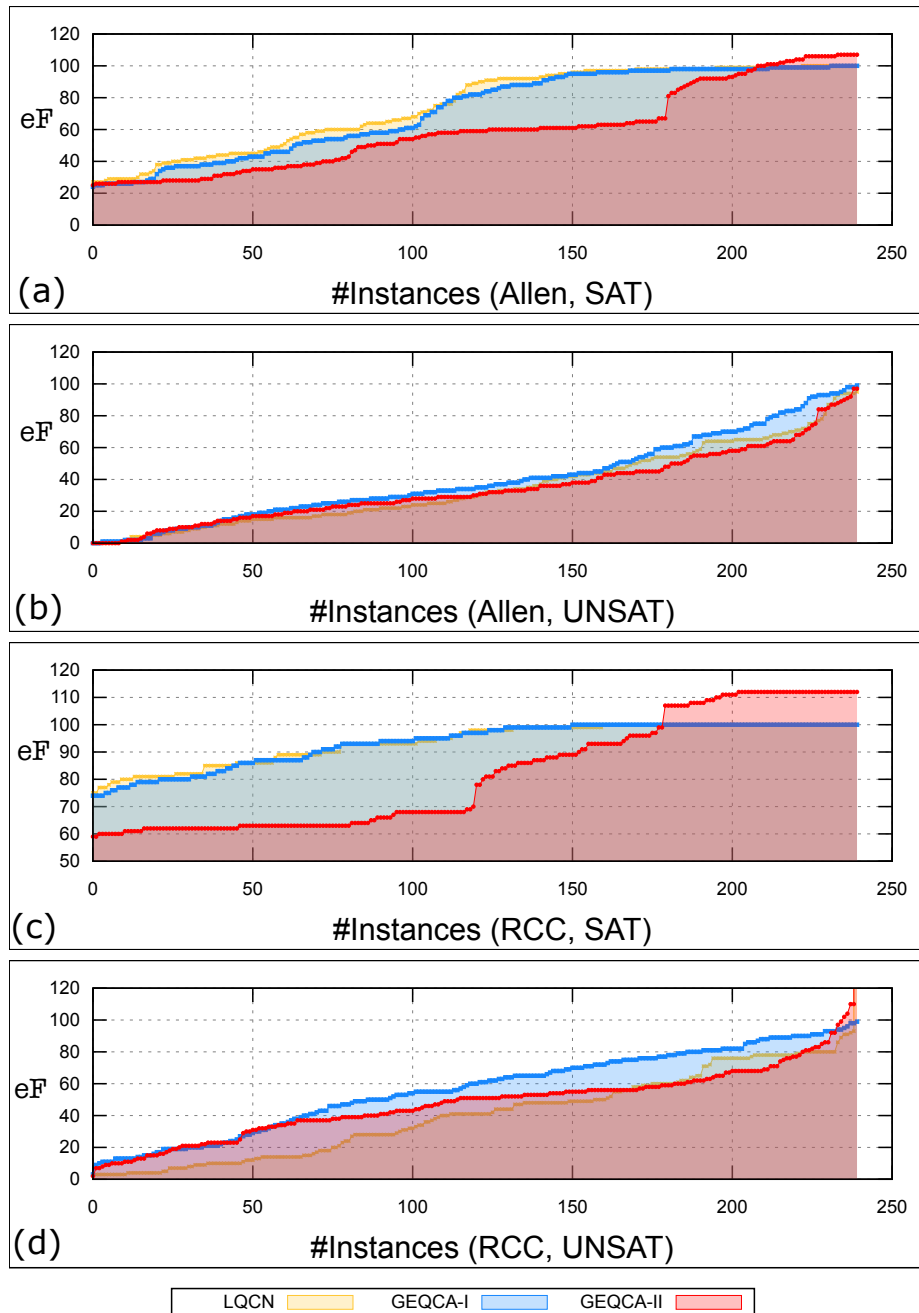 120
100
80
60
40
20
0
eF
0 50 100 150 200 250
(a)
#Instances (Allen, SAT)
120
100
80
60
40
20
0
eF
0 50 100 150 200 250
(b)
#Instances (Allen, UNSAT)
120
110
100
90
80
70
60
50
eF
0 50 100 150 200 250
(c)
#Instances (RCC, SAT)
120
100
80
60
40
20
0
eF
0 50 100 150 200 250
(d)
#Instances (RCC, UNSAT)
LQCN GEQCA-I GEQCA-II